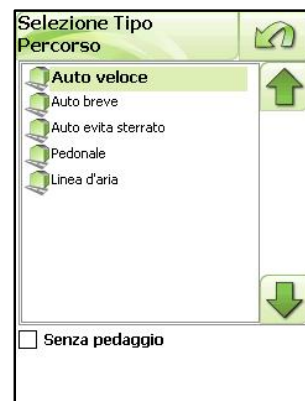 Selezione Tipo
Percorso
Auto veloce
Auto breve
Auto evita sterrato
Pedonale
Linea d'aria
Senza pedaggio